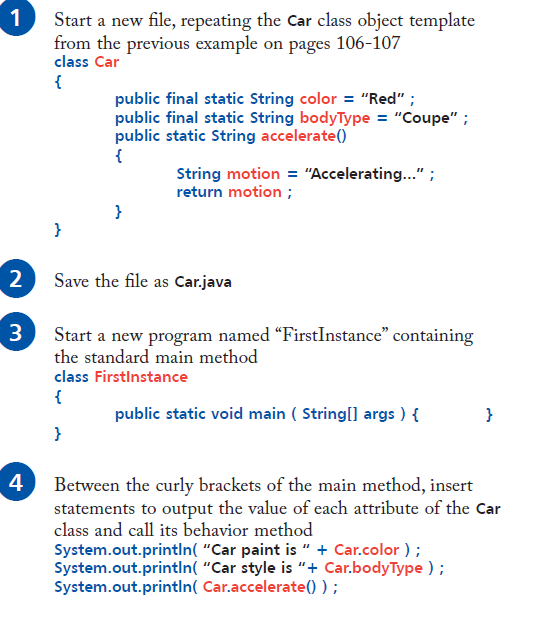 1
Start a new file, repeating the Car class object template
from the previous example on pages 106-107
class Car
{
public final static String color = “Red” ;
public final static String bodyType = “Coupe” ;
public static String accelerate()
{
String motion = “Accelerating...” ;
return motion ;
}
}
2
Save the file as Car.java
3
Start a new program named “FirstInstance” containing
the standard main method
class FirstInstance
{
public static void main ( String[] args ) { }
}
4
Between the curly brackets of the main method, insert
statements to output the value of each attribute of the Car
class and call its behavior method
System.out.println( “Car paint is ” + Car.color ) ;
System.out.println( “Car style is “+ Car.bodyType ) ;
System.out.println( Car.accelerate() ) ;